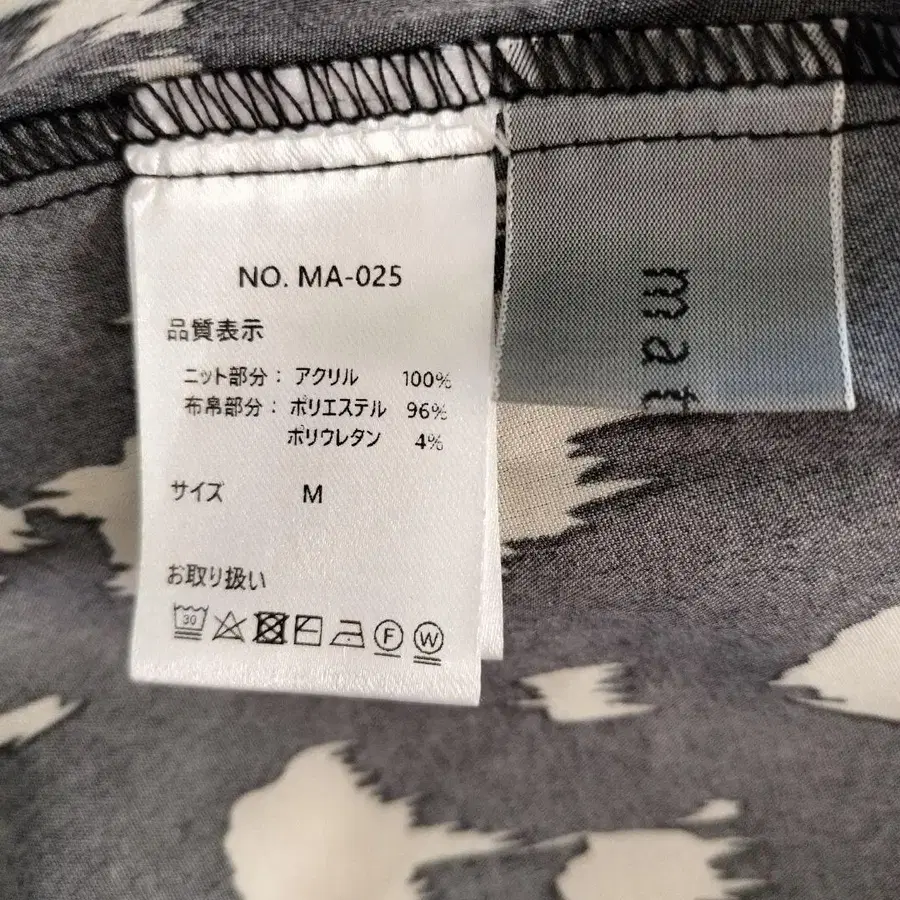 NO. MA-025
品質表示
ニット部分： アクリル 100%
布帛部分： ポリエステル 96%
ポリウレタン 4%
サイズ M
お取り扱い
30 F W